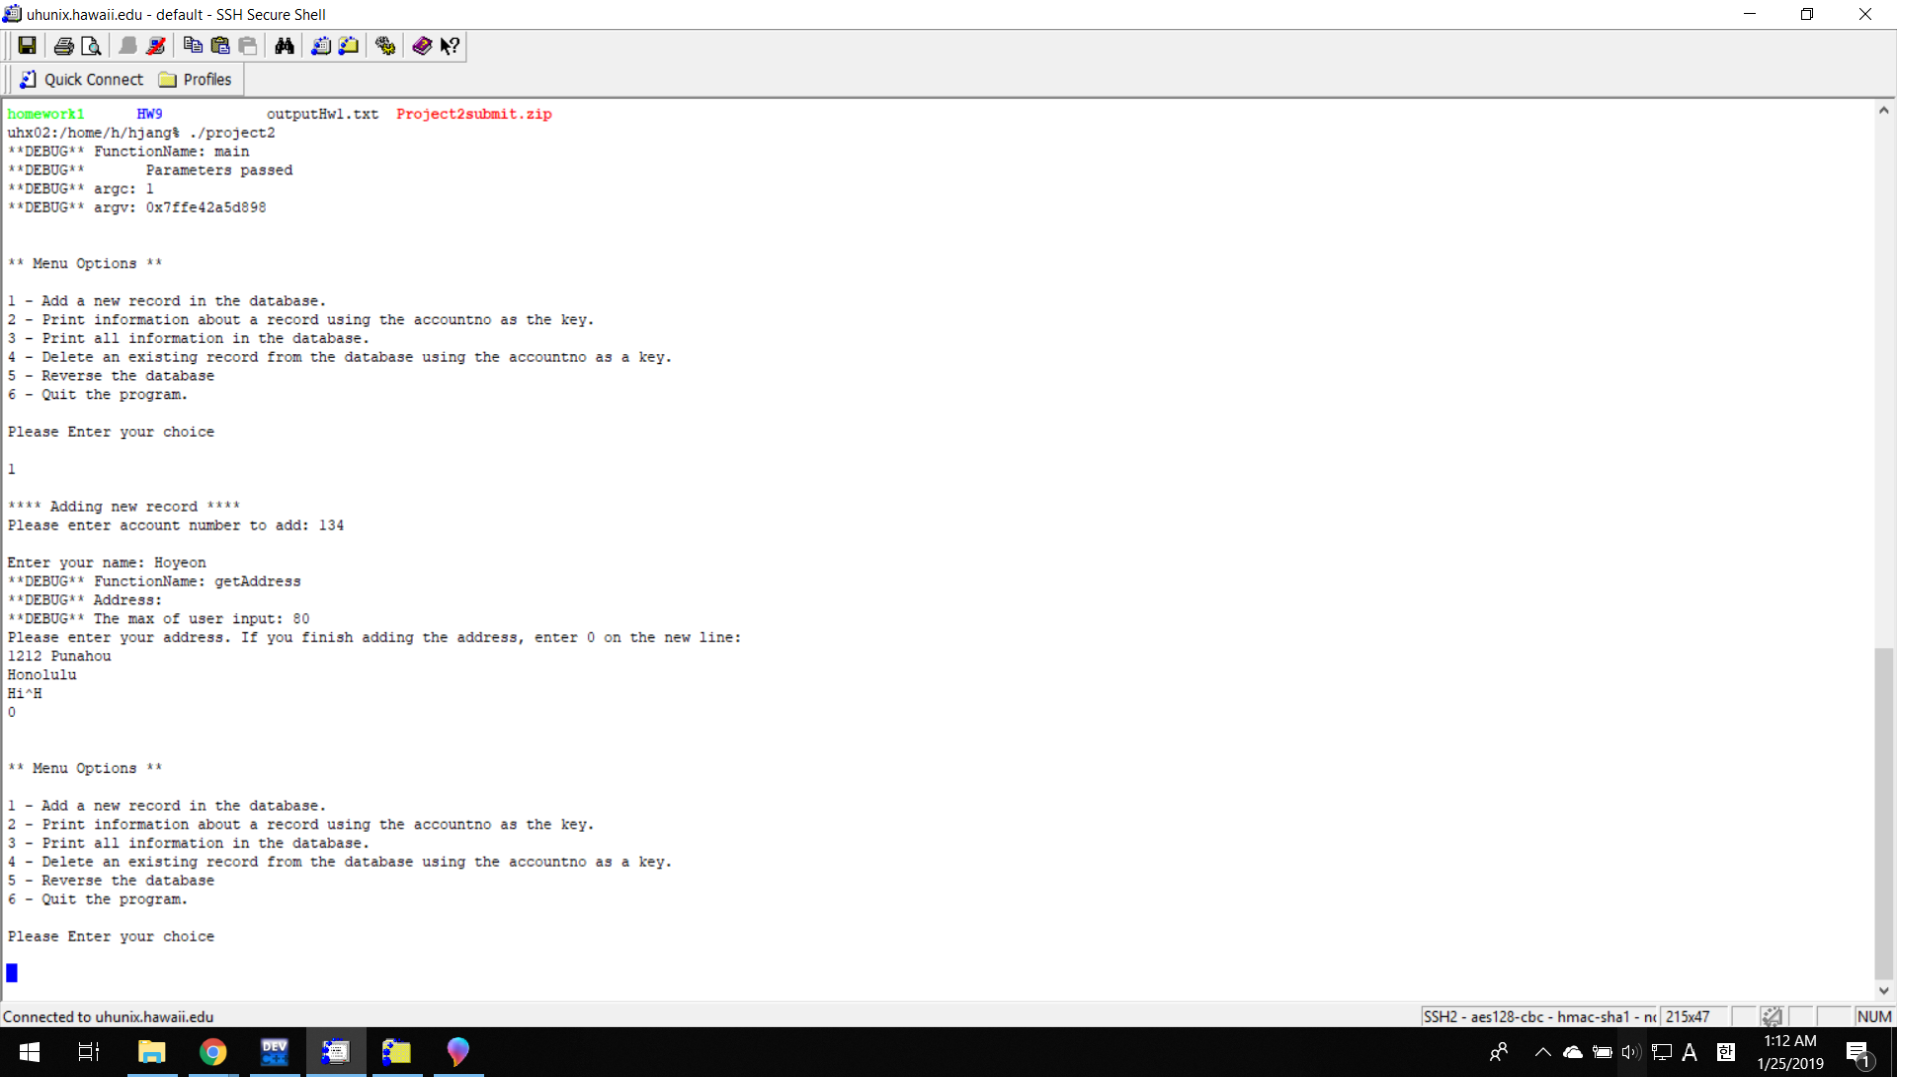 uhunix.hawaii.edu - default - SSH Secure Shell
Quick Connect Profiles
homework1 HW9 outputHw1.txt Project2submit.zip
uhx02:/home/h/hjang% ./project2
**DEBUG** FunctionName: main
**DEBUG** Parameters passed
**DEBUG** argc: 1
**DEBUG** argv: 0x7ffe42a5d898
** Menu Options **
1 - Add a new record in the database.
2 - Print information about a record using the accountno as the key.
3 - Print all information in the database.
4 - Delete an existing record from the database using the accountno as a key.
5 - Reverse the database
6 - Quit the program.
Please Enter your choice
1
**** Adding new record ****
Please enter account number to add: 134
Enter your name: Hoyeon
**DEBUG** FunctionName: getAddress
**DEBUG** Address:
**DEBUG** The max of user input: 80
Please enter your address. If you finish adding the address, enter 0 on the new line:
1212 Punahou
Honolulu
Hi^H
0
** Menu Options **
1 - Add a new record in the database.
2 - Print information about a record using the accountno as the key.
3 - Print all information in the database.
4 - Delete an existing record from the database using the accountno as a key.
5 - Reverse the database
6 - Quit the program.
Please Enter your choice
Connected to uhunix.hawaii.edu SSH2 - aes128-cbc - hmac-sha1 - n 215x47 NUM
DEV C++ A 한 1:12 AM
1/25/2019 1